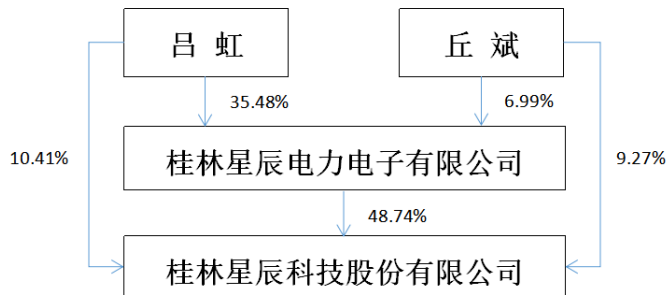 吕 虹
丘 斌
35.48%
6.99%
10.41%
桂林星辰电力电子有限公司
9.27%
48.74%
桂林星辰科技股份有限公司